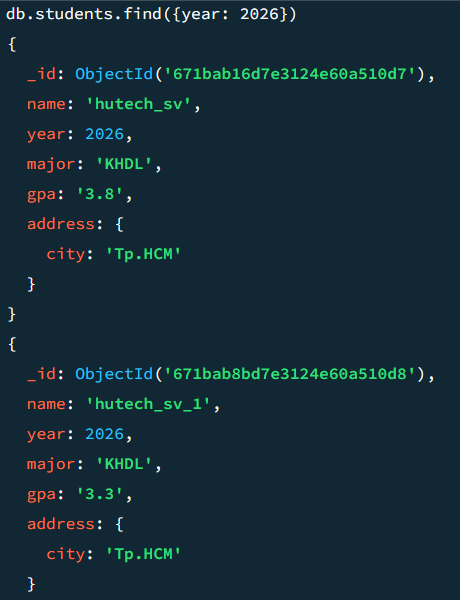 db.students.find({year: 2026})
{
  _id: ObjectId('671bab16d7e3124e60a510d7'),
  name: 'hutech_sv',
  year: 2026,
  major: 'KHDL',
  gpa: '3.8',
  address: {
    city: 'Tp.HCM'
  }
}
{
  _id: ObjectId('671bab8bd7e3124e60a510d8'),
  name: 'hutech_sv_1',
  year: 2026,
  major: 'KHDL',
  gpa: '3.3',
  address: {
    city: 'Tp.HCM'
  }